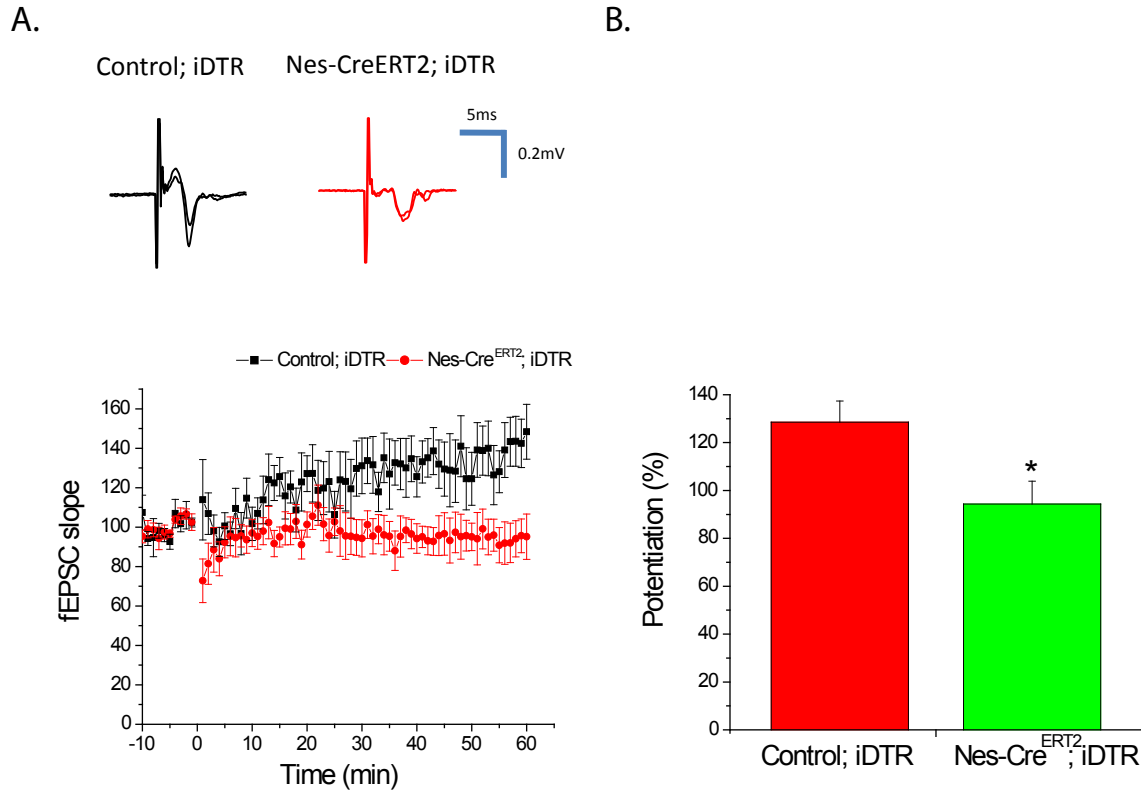 A.
B.
Control; iDTR
Nes-CreERT2; iDTR
5ms
0.2mV
Control; iDTR
Nes-CreERT2; iDTR
160
140
120
100
80
60
40
20
0
fEPSC slope
-10 0 10 20 30 40 50 60
Time (min)
140
120
100
80
60
40
20
0
Potentiation (%)
*
Control; iDTR
Nes-CreERT2; iDTR